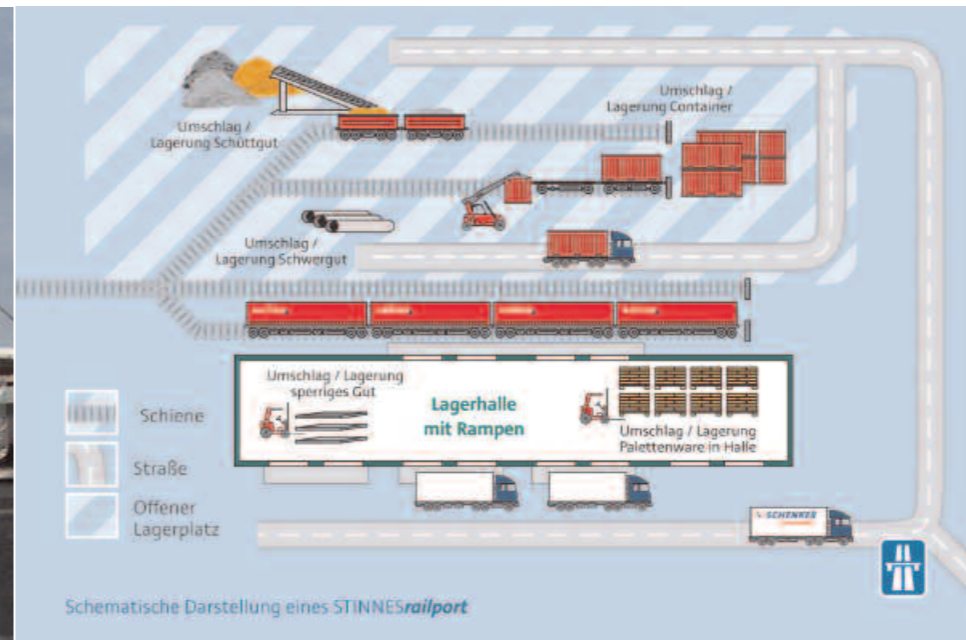 Umschlag /
Lagerung Schüttgut
Umschlag /
Lagerung Container
Umschlag /
Lagerung Schwergut
Umschlag / Lagerung
sperriges Gut
Lagerhalle
mit Rampen
Umschlag / Lagerung
Palettenware in Halle
Schiene
Straße
Offener
Lagerplatz
SCHENKER
Schematische Darstellung eines STINNESrailport